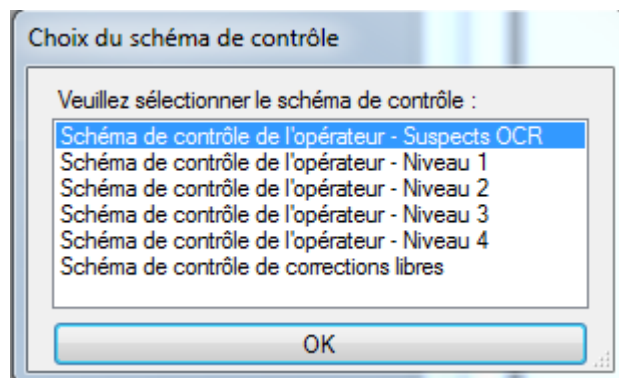 Choix du schéma de contrôle
Veuillez sélectionner le schéma de contrôle :
Schéma de contrôle de l'opérateur - Suspects OCR
Schéma de contrôle de l'opérateur - Niveau 1
Schéma de contrôle de l'opérateur - Niveau 2
Schéma de contrôle de l'opérateur - Niveau 3
Schéma de contrôle de l'opérateur - Niveau 4
Schéma de contrôle de corrections libres
OK